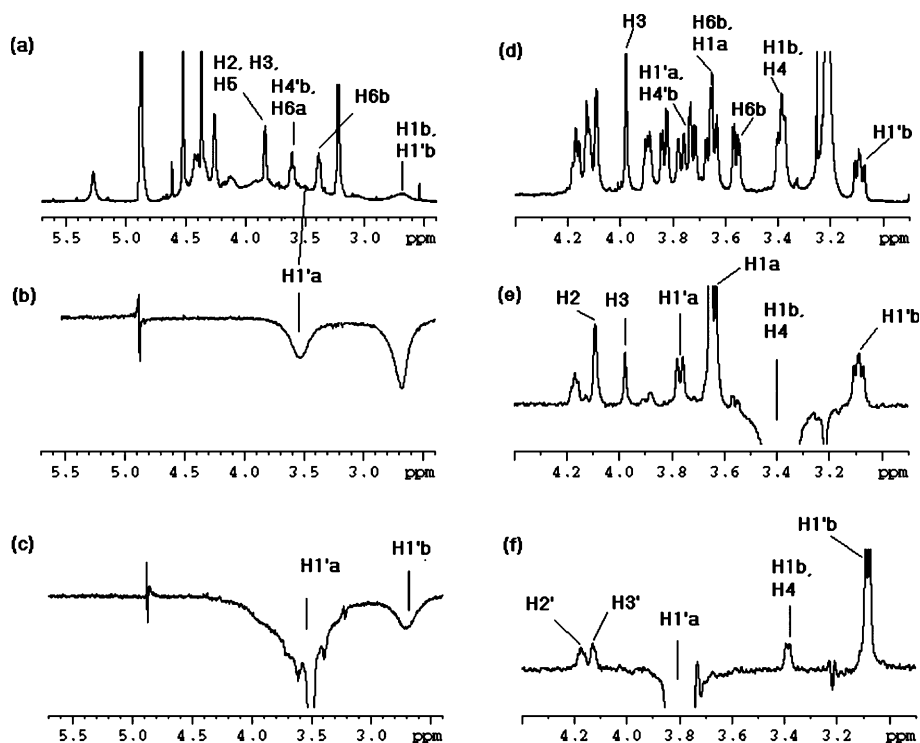 (a)
H2, H3,
H5
H4'b,
H6a
H6b
H1b,
H1'b
5.5 5.0 4.5 4.0 3.5 3.0 ppm
H1'a
(b)
5.5 5.0 4.5 4.0 3.5 3.0 ppm
(c)
H1'a
H1'b
5.5 5.0 4.5 4.0 3.5 3.0 ppm
(d)
H3
H1'a,
H4'b
H6b,
H1a
H6b
H1b,
H4
H1'b
4.2 4.0 3.8 3.6 3.4 3.2 ppm
(e)
H2
H3
H1'a
H1a
H1b,
H4
H1'b
4.2 4.0 3.8 3.6 3.4 3.2 ppm
(f)
H2'
H3'
H1'a
H1b,
H4
H1'b
4.2 4.0 3.8 3.6 3.4 3.2 ppm